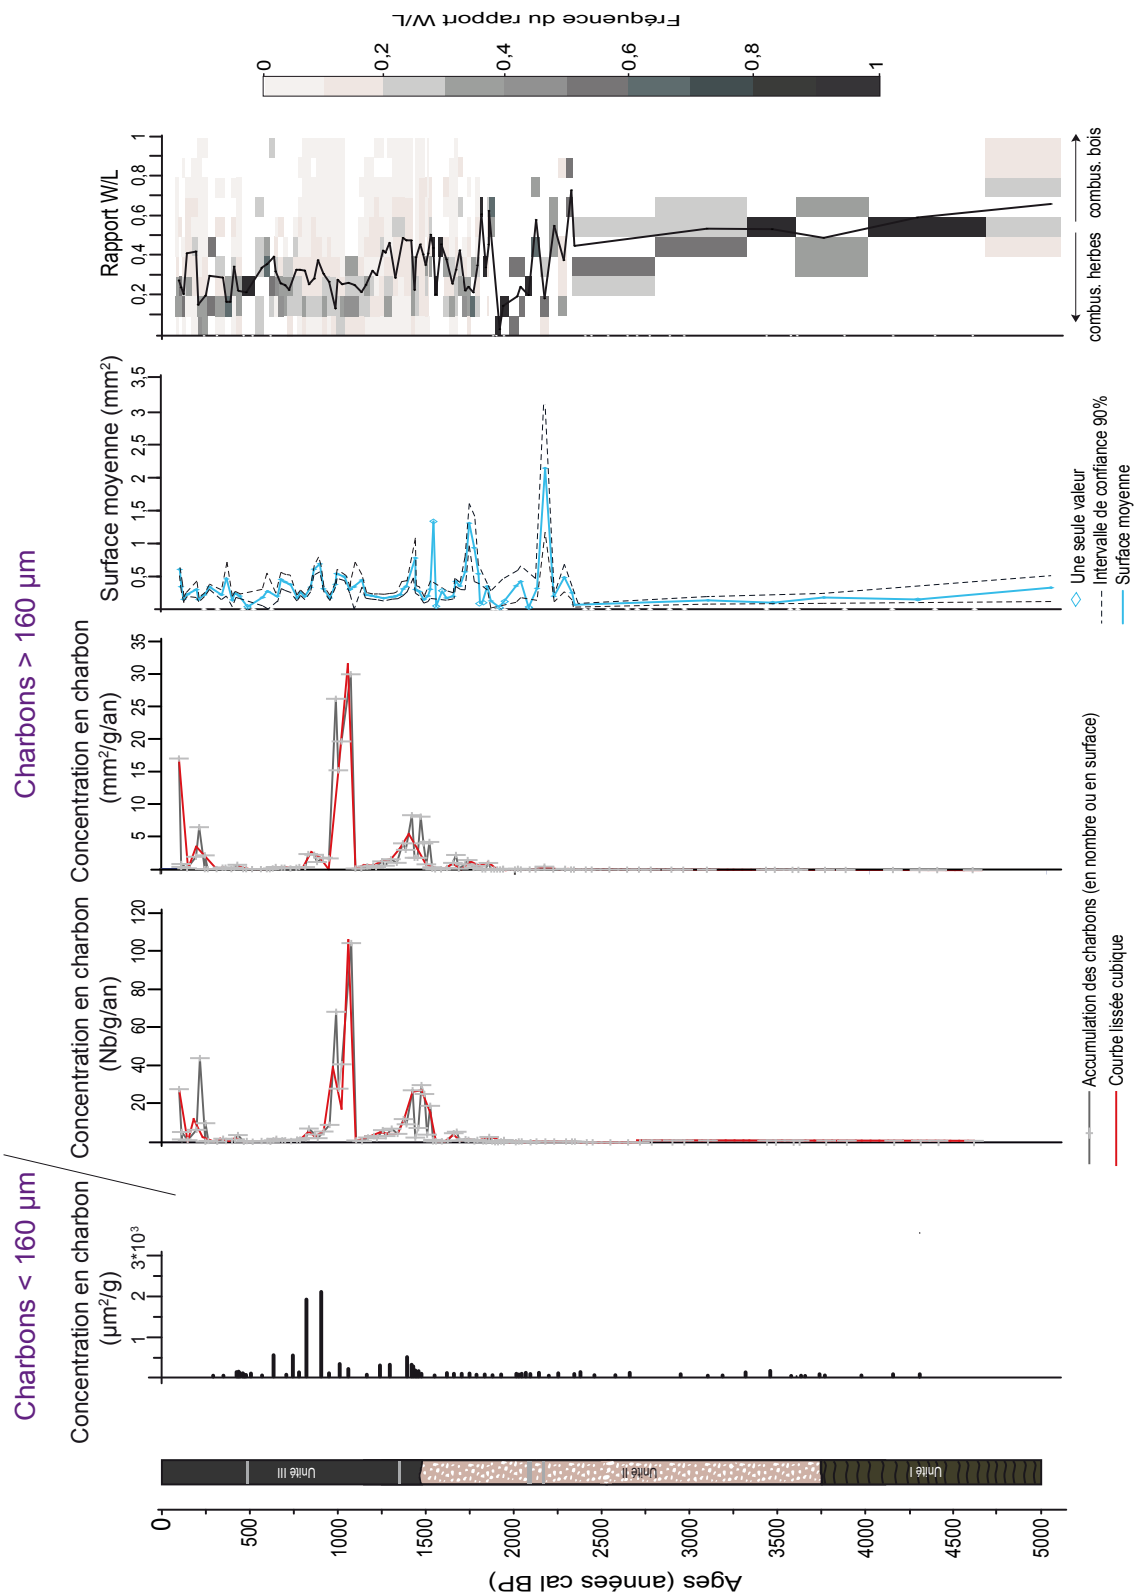 Charbons < 160 µm
Charbons > 160 µm
Concentration en charbon
(µm²/g)
Concentration en charbon
(Nb/g/an)
Concentration en charbon
(mm²/g/an)
Surface moyenne (mm²)
Rapport W/L
Fréquence du rapport W/L
0
0,2
0,4
0,6
0,8
1
1
2
3*10³
20
40
60
80
100
120
5
10
15
20
25
30
35
0,5
1
1,5
2
2,5
3
3,5
0,2
0,4
0,6
0,8
1
combus. herbes
combus. bois
Unité III
Unité II
Unité I
0
500
1000
1500
2000
2500
3000
3500
4000
4500
5000
Ages (années cal BP)
Accumulation des charbons (en nombre ou en surface)
Courbe lissée cubique
Une seule valeur
Intervalle de confiance 90%
Surface moyenne